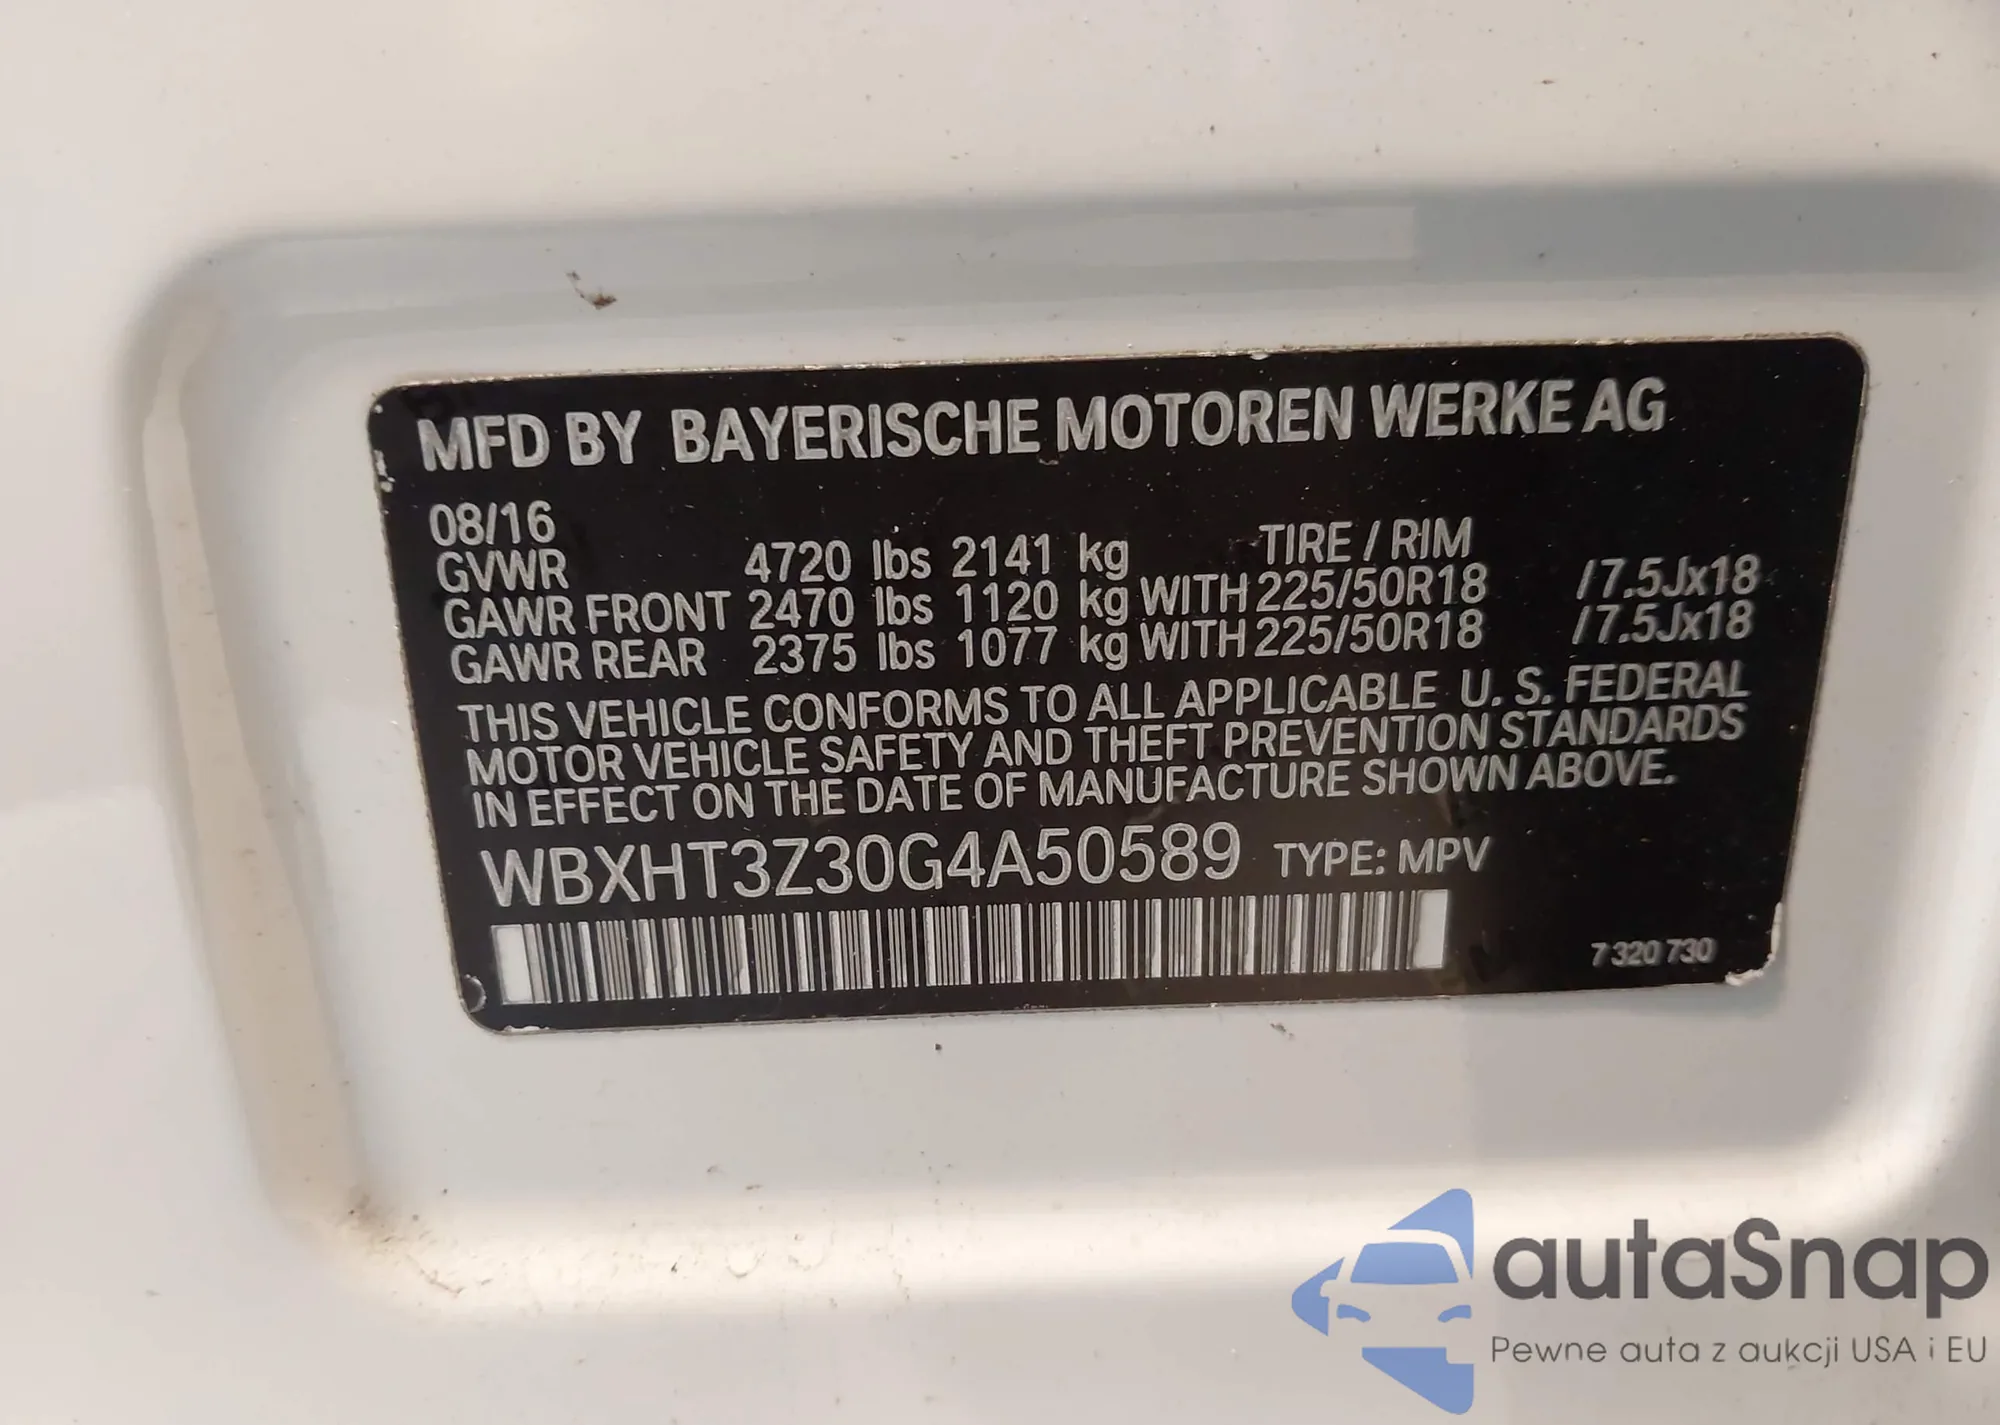 MFD BY BAYERISCHE MOTOREN WERKE AG
08/16
TIRE / RIM
GVWR 4720 lbs 2141 kg
GAWR FRONT 2470 lbs 1120 kg WITH 225/50R18 /7.5Jx18
GAWR REAR 2375 lbs 1077 kg WITH 225/50R18 /7.5Jx18
THIS VEHICLE CONFORMS TO ALL APPLICABLE U. S. FEDERAL
MOTOR VEHICLE SAFETY AND THEFT PREVENTION STANDARDS
IN EFFECT ON THE DATE OF MANUFACTURE SHOWN ABOVE.
WBXHT3Z30G4A50589 TYPE: MPV
7 320 730
autaSnap
Pewne auta z aukcji USA i EU